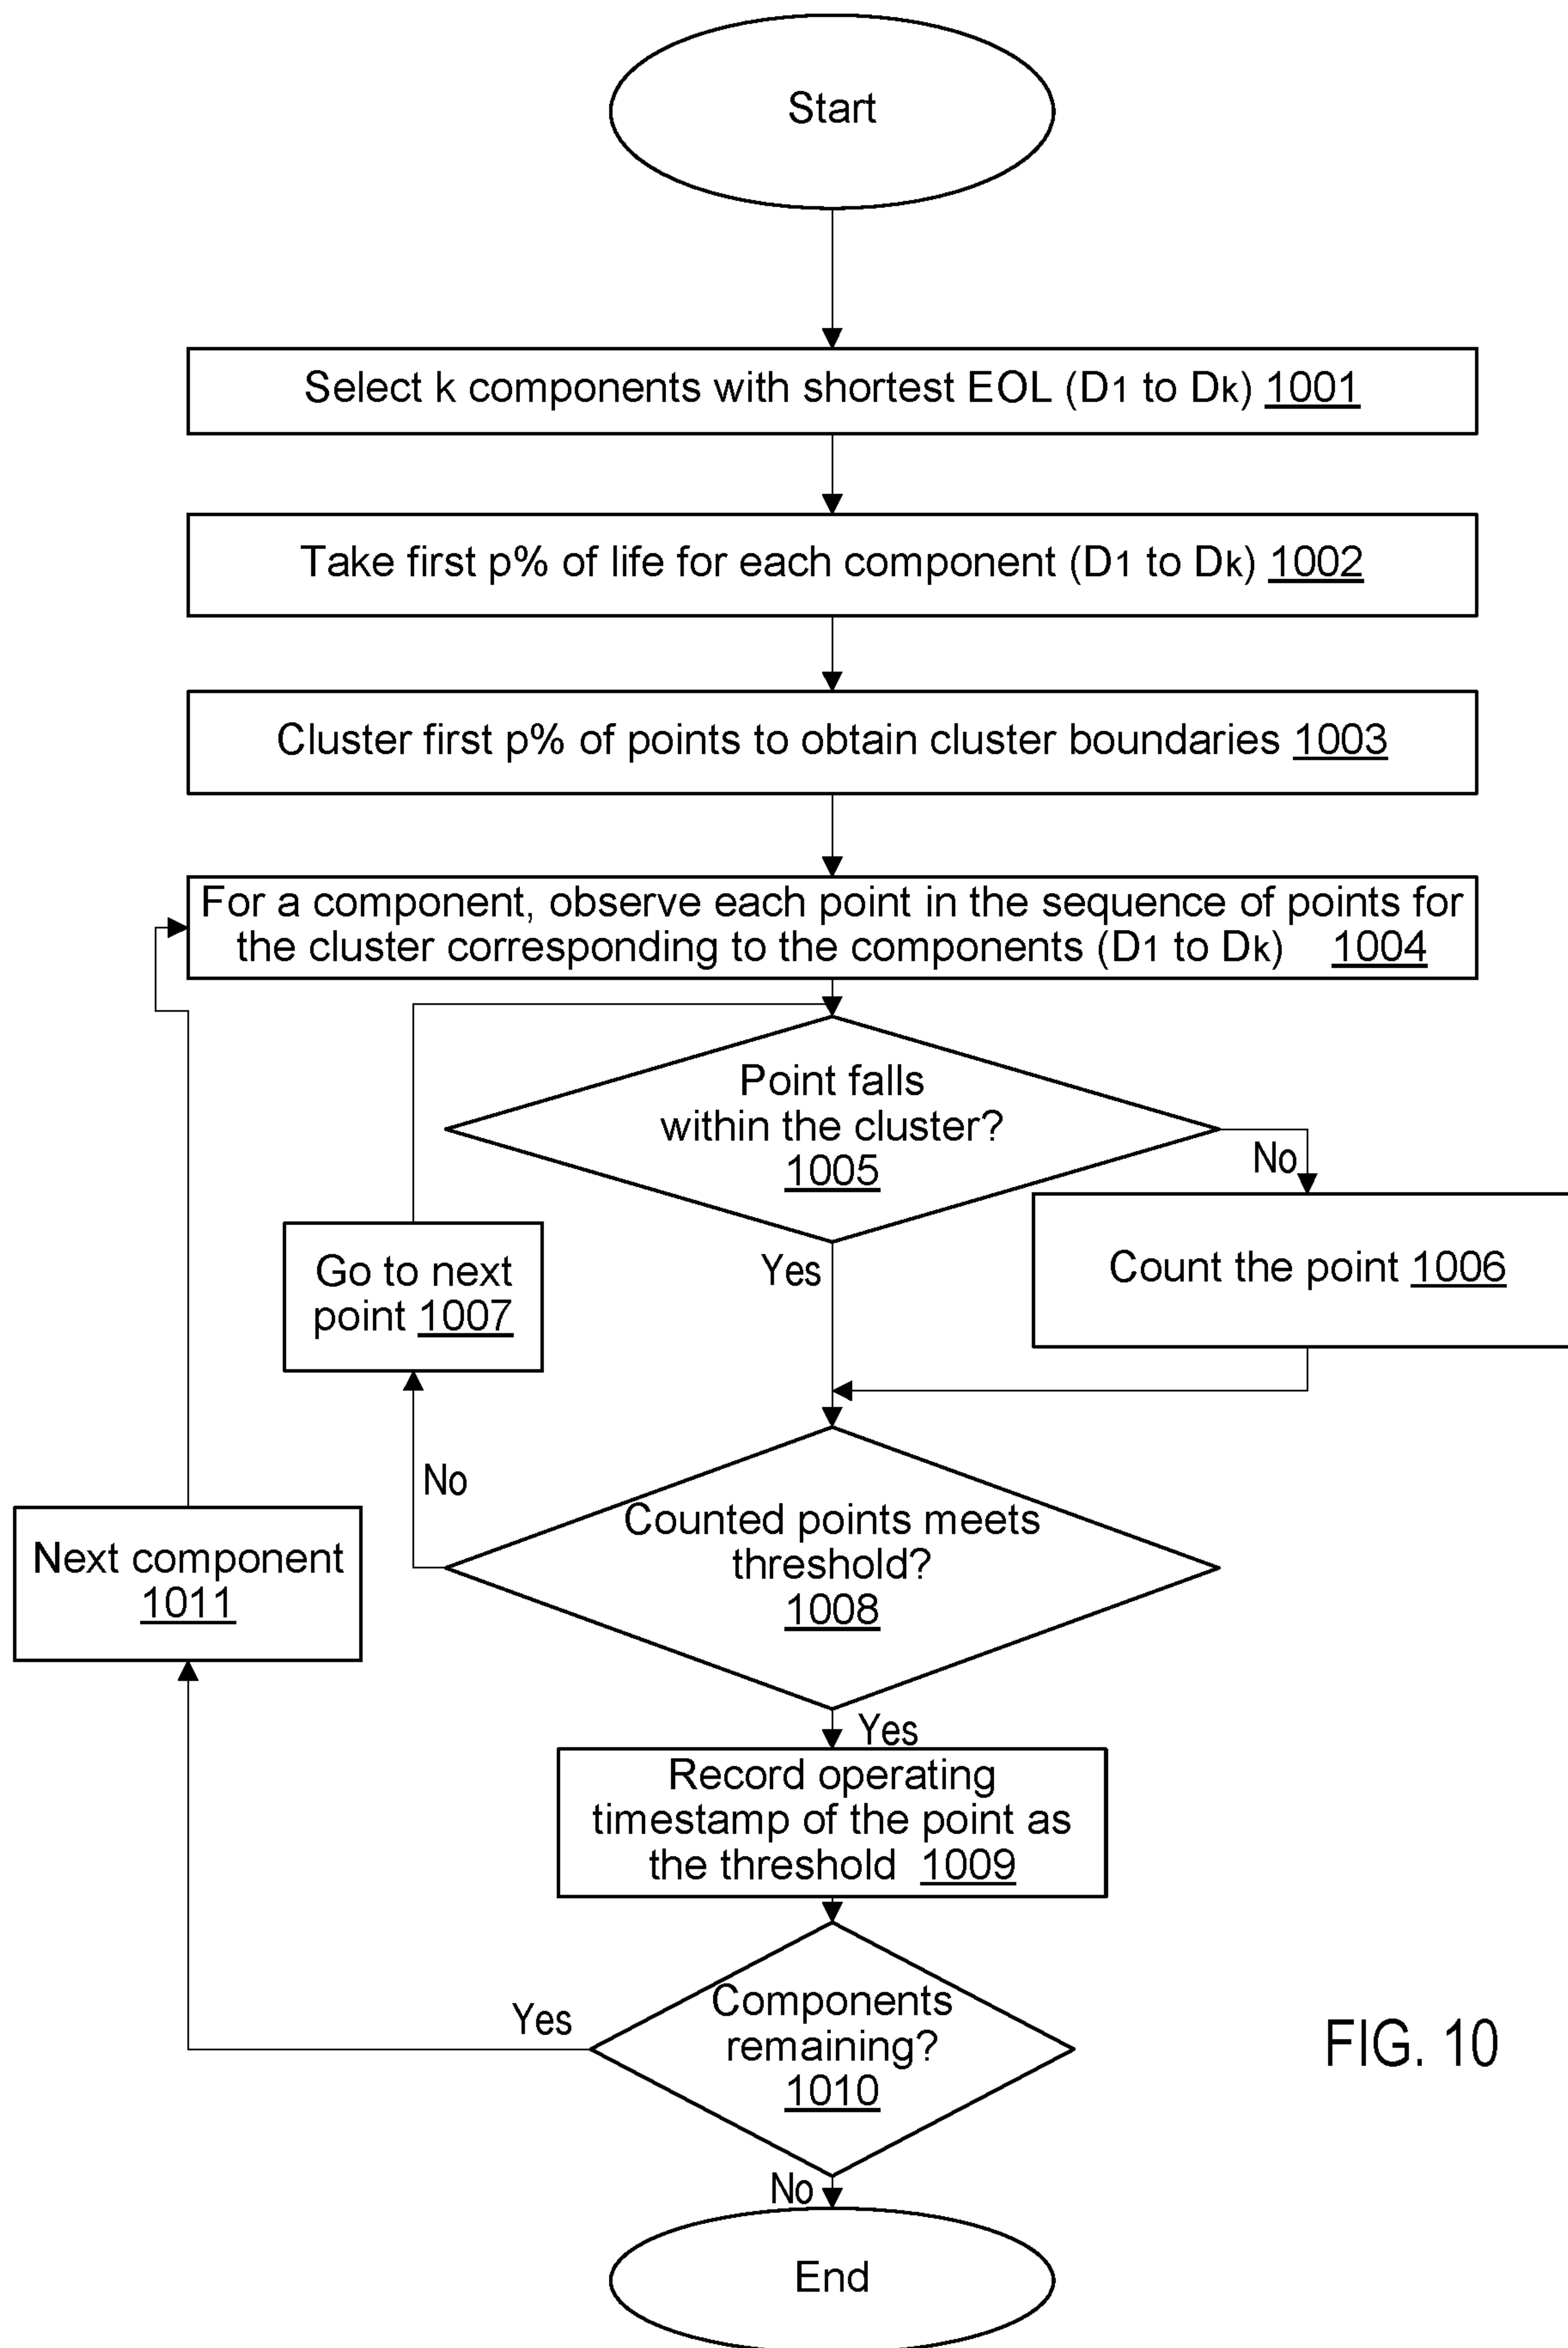 Start
Select k components with shortest EOL (D1 to Dk) 1001
Take first p% of life for each component (D1 to Dk) 1002
Cluster first p% of points to obtain cluster boundaries 1003
For a component, observe each point in the sequence of points for
the cluster corresponding to the components (D1 to Dk) 1004
Point falls
within the cluster?
1005
No
Yes
Count the point 1006
Go to next
point 1007
No
Counted points meets
threshold?
1008
Next component
1011
Yes
Record operating
timestamp of the point as
the threshold 1009
Components
remaining?
1010
Yes
No
End
FIG. 10